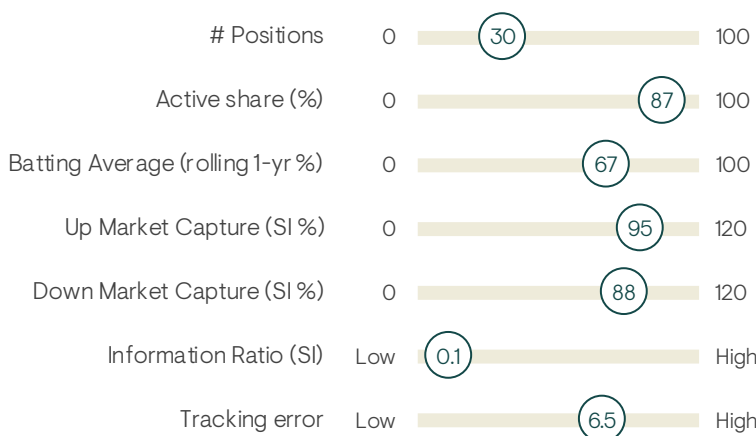 # Positions 0 30 100
Active share (%) 0 87 100
Batting Average (rolling 1-yr %) 0 67 100
Up Market Capture (SI %) 0 95 120
Down Market Capture (SI %) 0 88 120
Information Ratio (SI) Low 0.1 High
Tracking error Low 6.5 High